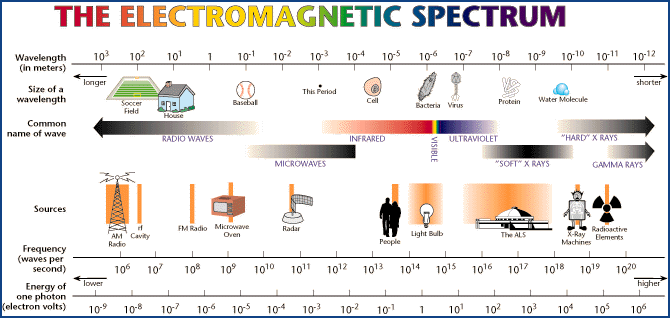 THE ELECTROMAGNETIC SPECTRUM
Wavelength
(in meters)
10³ 10² 10¹ 1 10⁻¹ 10⁻² 10⁻³ 10⁻⁴ 10⁻⁵ 10⁻⁶ 10⁻⁷ 10⁻⁸ 10⁻⁹ 10⁻¹⁰ 10⁻¹¹ 10⁻¹²
longer
shorter
Size of a
wavelength
Soccer
Field
House
Baseball
This Period
Cell
Bacteria
Virus
Protein
Water Molecule
Common
name of wave
RADIO WAVES
INFRARED
VISIBLE
ULTRAVIOLET
"HARD" X RAYS
MICROWAVES
"SOFT" X RAYS
GAMMA RAYS
Sources
AM
Radio
rf
Cavity
FM Radio
Microwave
Oven
Radar
People
Light Bulb
The ALS
X-Ray
Machines
Radioactive
Elements
Frequency
(waves per
second)
10⁶ 10⁷ 10⁸ 10⁹ 10¹⁰ 10¹¹ 10¹² 10¹³ 10¹⁴ 10¹⁵ 10¹⁶ 10¹⁷ 10¹⁸ 10¹⁹ 10²⁰
lower
higher
Energy of
one photon
(electron volts)
10⁻⁹ 10⁻⁸ 10⁻⁷ 10⁻⁶ 10⁻⁵ 10⁻⁴ 10⁻³ 10⁻² 10⁻¹ 1 10¹ 10² 10³ 10⁴ 10⁵ 10⁶